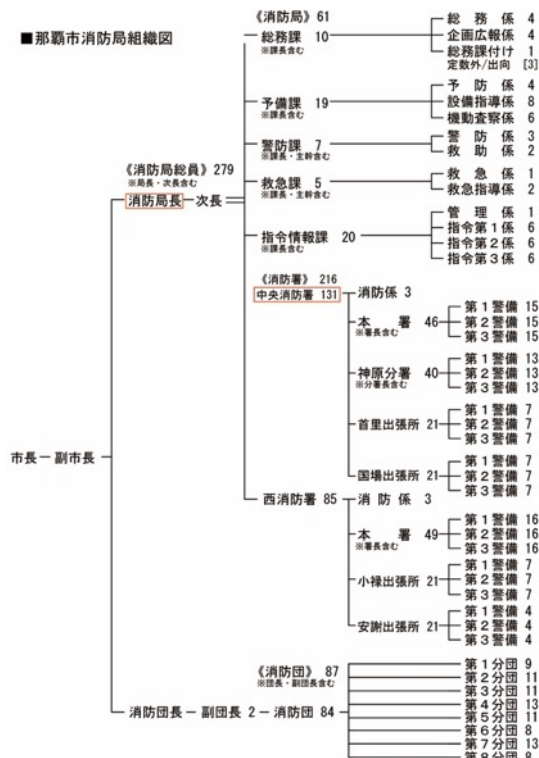 ■那覇市消防局組織図
《消防局》 61
総務課 10
※課長含む
総務係 4
企画広報係 4
総務課付け 1
定数外/出向 [3]
予備課 19
※課長含む
予防係 4
設備指導係 8
機動査察係 6
警防課 7
※課長・主幹含む
警防係 3
救助係 2
《消防局総員》 279
※局長・次長含む
消防局長 次長
救急課 5
※課長・主幹含む
救急係 1
救急指導係 2
指令情報課 20
※課長含む
管理係 1
指令第1係 6
指令第2係 6
指令第3係 6
《消防署》 216
中央消防署 131
消防係 3
本署 46
※署長含む
第1警備 15
第2警備 15
第3警備 15
神原分署 40
※分署長含む
第1警備 13
第2警備 13
第3警備 13
首里出張所 21
第1警備 7
第2警備 7
第3警備 7
市長ー副市長
国場出張所 21
第1警備 7
第2警備 7
第3警備 7
西消防署 85
消防係 3
本署 49
※署長含む
第1警備 16
第2警備 16
第3警備 16
小禄出張所 21
第1警備 7
第2警備 7
第3警備 7
安謝出張所 21
第1警備 4
第2警備 4
第3警備 4
《消防団》 87
※団長・副団長含む
消防団長ー副団長 2ー消防団 84
第1分団 9
第2分団 11
第3分団 11
第4分団 13
第5分団 11
第6分団 8
第7分団 13
第8分団 8